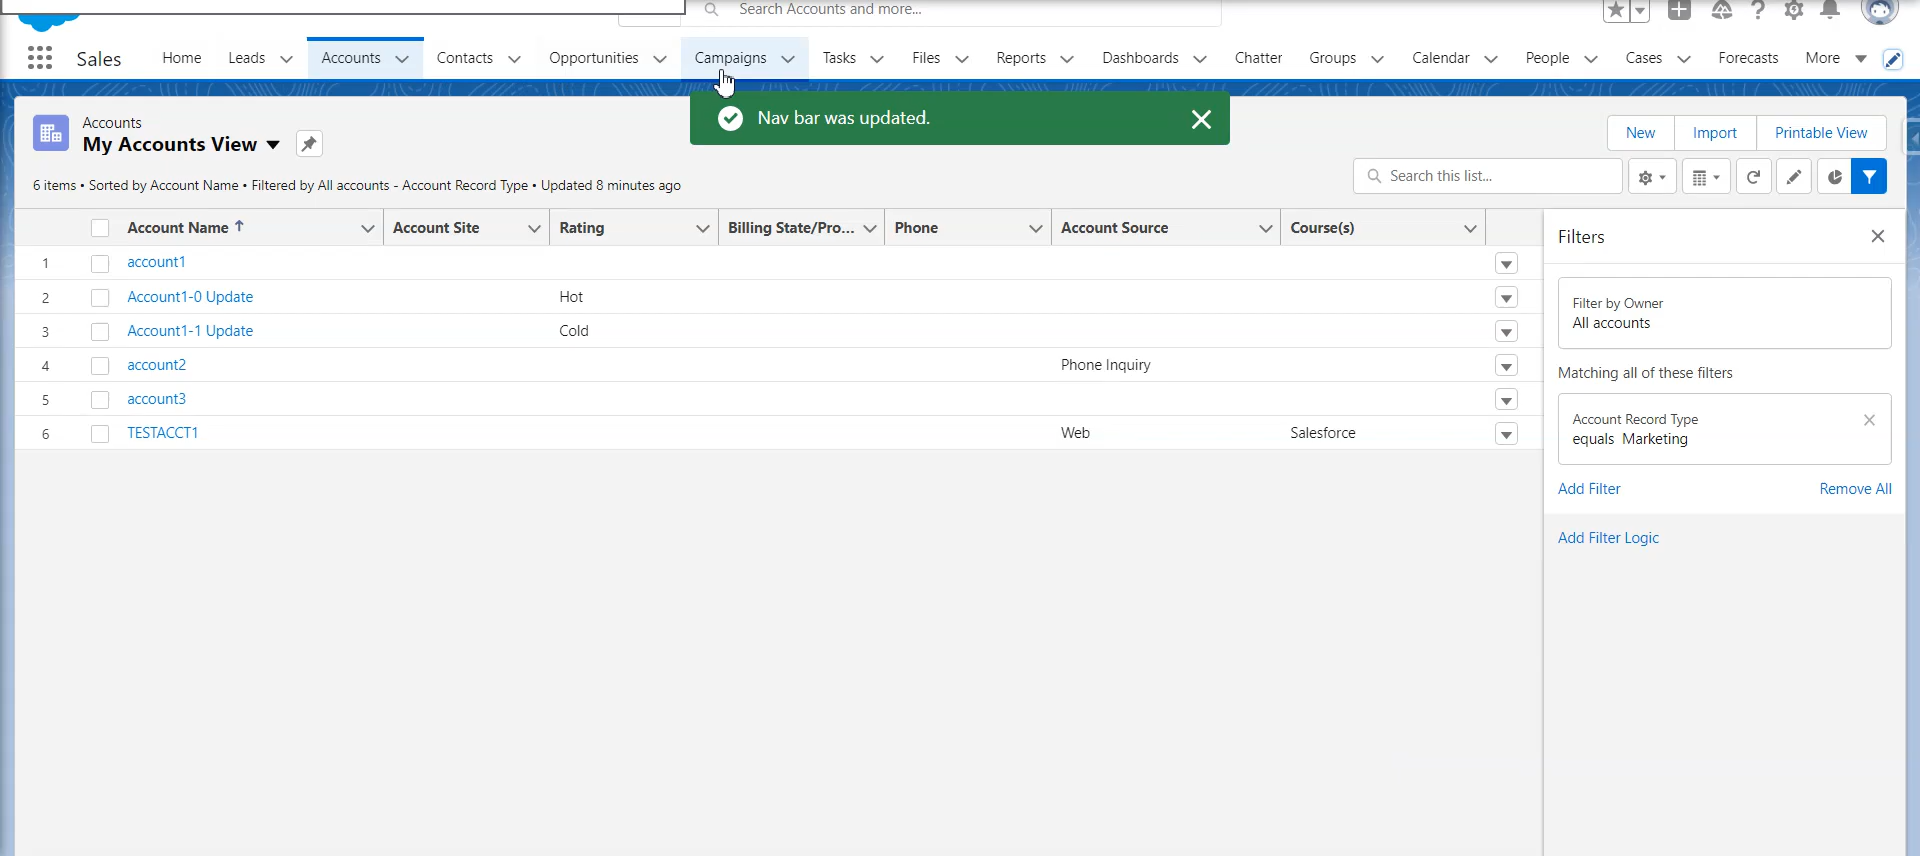 Search Accounts and more...
Sales Home Leads Accounts Contacts Opportunities Campaigns Tasks Files Reports Dashboards Chatter Groups Calendar People Cases Forecasts More
Nav bar was updated.
Accounts
My Accounts View
New Import Printable View
6 items • Sorted by Account Name • Filtered by All accounts - Account Record Type • Updated 8 minutes ago
Search this list...
Account Name Account Site Rating Billing State/Pro... Phone Account Source Course(s)
1 account1
2 Account1-0 Update Hot
3 Account1-1 Update Cold
4 account2 Phone Inquiry
5 account3
6 TESTACCT1 Web Salesforce
Filters
Filter by Owner
All accounts
Matching all of these filters
Account Record Type
equals Marketing
Add Filter Remove All
Add Filter Logic